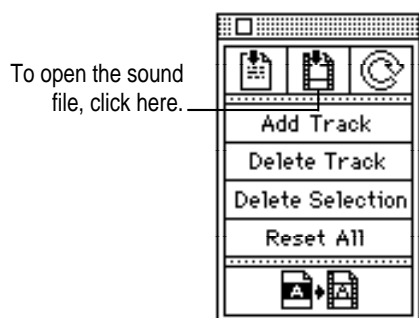 To open the sound
file, click here.
Add Track
Delete Track
Delete Selection
Reset All
A A